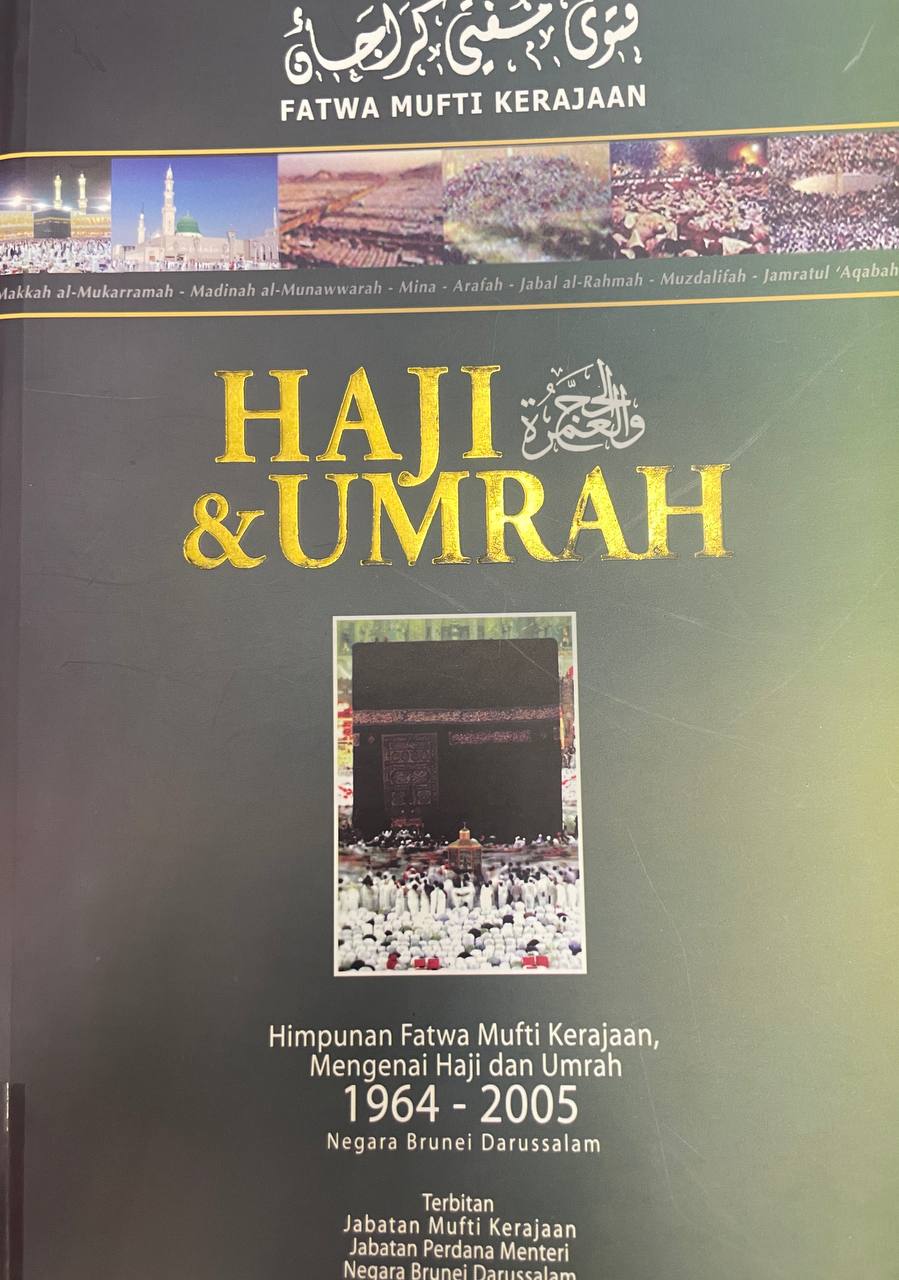 فتوى مفتي كراجأن
FATWA MUFTI KERAJAAN
Makkah al-Mukarramah - Madinah al-Munawwarah - Mina - Arafah - Jabal al-Rahmah - Muzdalifah - Jamratul ‘Aqabah
HAJI
الحج والعمرة
& UMRAH
Himpunan Fatwa Mufti Kerajaan,
Mengenai Haji dan Umrah
1964 - 2005
Negara Brunei Darussalam
Terbitan
Jabatan Mufti Kerajaan
Jabatan Perdana Menteri
Negara Brunei Darussalam